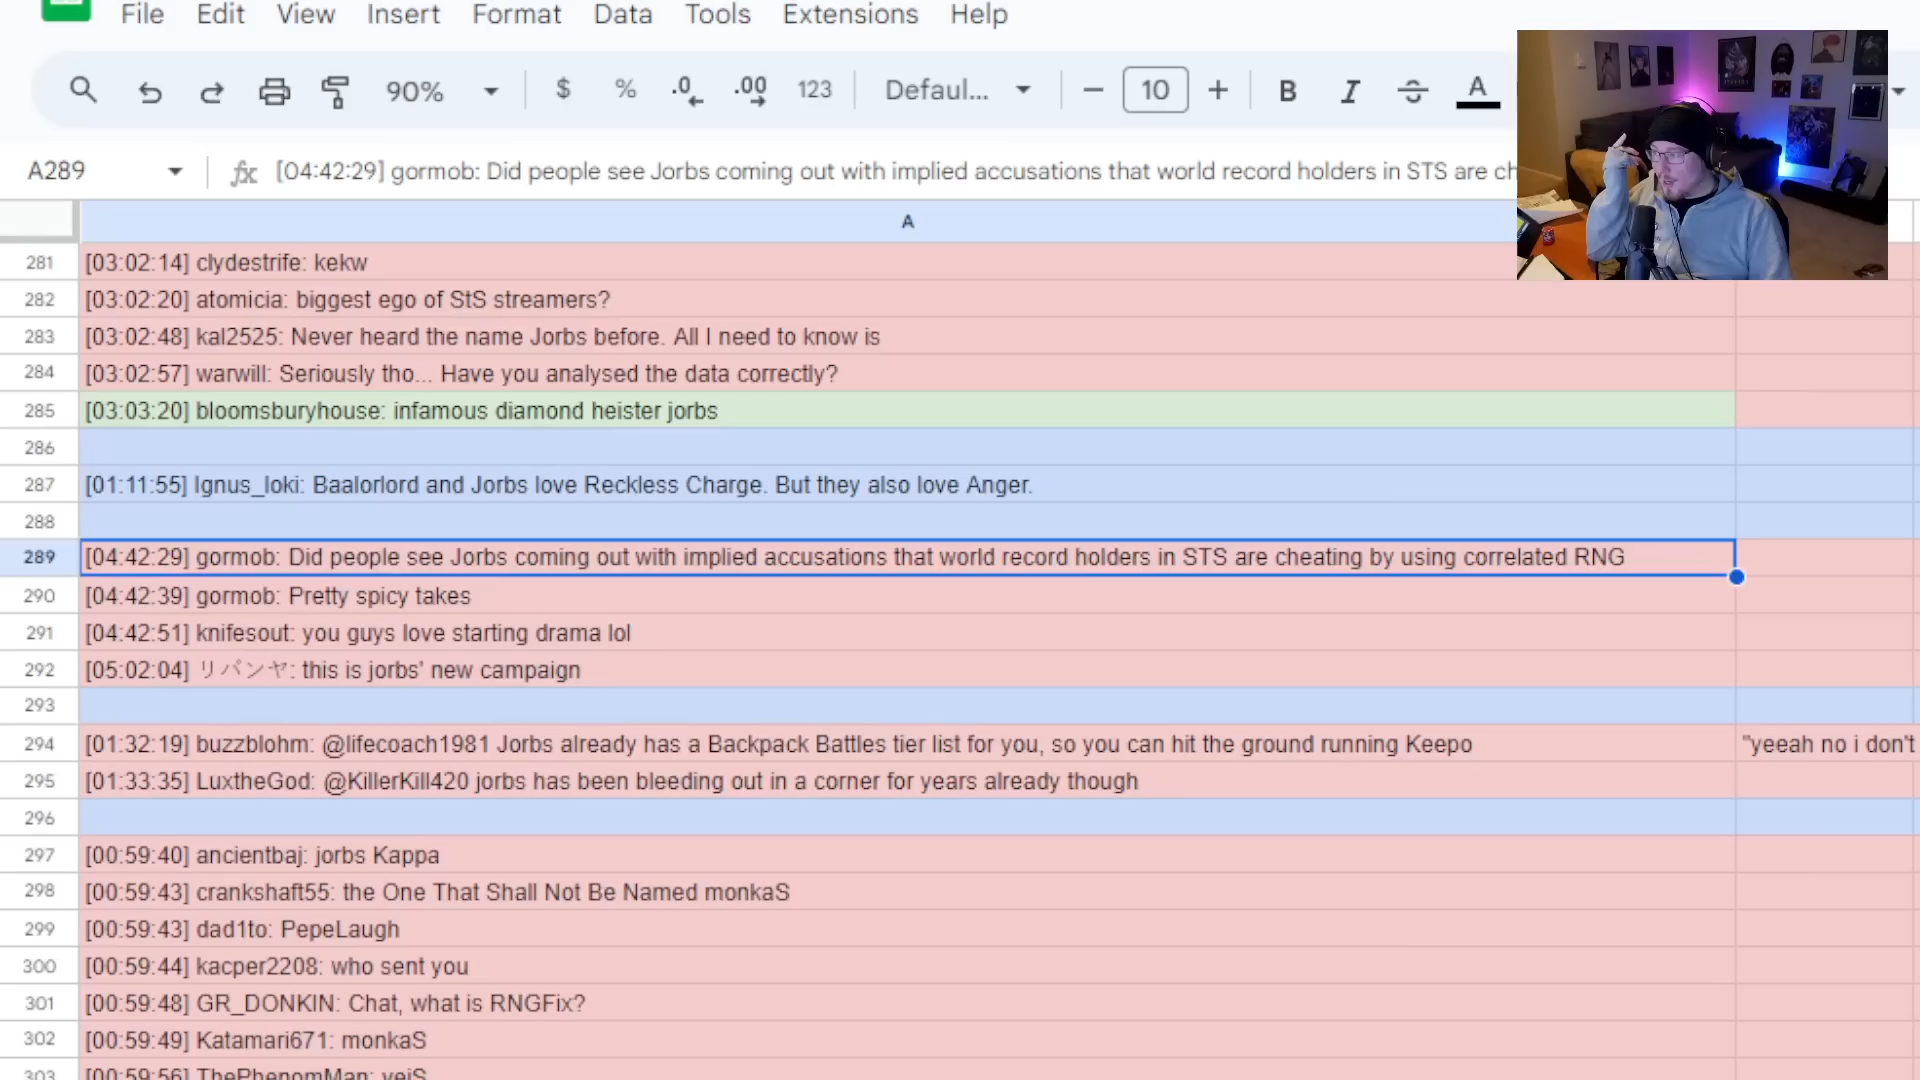 File Edit View Insert Format Data Tools Extensions Help
90% $ % .0 .00 123 Defaul... − 10 + B I S A
A289 fx [04:42:29] gormob: Did people see Jorbs coming out with implied accusations that world record holders in STS are ch
A
281 [03:02:14] clydestrife: kekw
282 [03:02:20] atomicia: biggest ego of StS streamers?
283 [03:02:48] kal2525: Never heard the name Jorbs before. All I need to know is
284 [03:02:57] warwill: Seriously tho... Have you analysed the data correctly?
285 [03:03:20] bloomsburyhouse: infamous diamond heister jorbs
286
287 [01:11:55] Ignus_loki: Baalorlord and Jorbs love Reckless Charge. But they also love Anger.
288
289 [04:42:29] gormob: Did people see Jorbs coming out with implied accusations that world record holders in STS are cheating by using correlated RNG
290 [04:42:39] gormob: Pretty spicy takes
291 [04:42:51] knifesout: you guys love starting drama lol
292 [05:02:04] リパンヤ: this is jorbs' new campaign
293
294 [01:32:19] buzzblohm: @lifecoach1981 Jorbs already has a Backpack Battles tier list for you, so you can hit the ground running Keepo "yeeah no i don't
295 [01:33:35] LuxtheGod: @KillerKill420 jorbs has been bleeding out in a corner for years already though
296
297 [00:59:40] ancientbaj: jorbs Kappa
298 [00:59:43] crankshaft55: the One That Shall Not Be Named monkaS
299 [00:59:43] dad1to: PepeLaugh
300 [00:59:44] kacper2208: who sent you
301 [00:59:48] GR_DONKIN: Chat, what is RNGFix?
302 [00:59:49] Katamari671: monkaS
303 [00:59:56] ThePhenomMan: yeiS